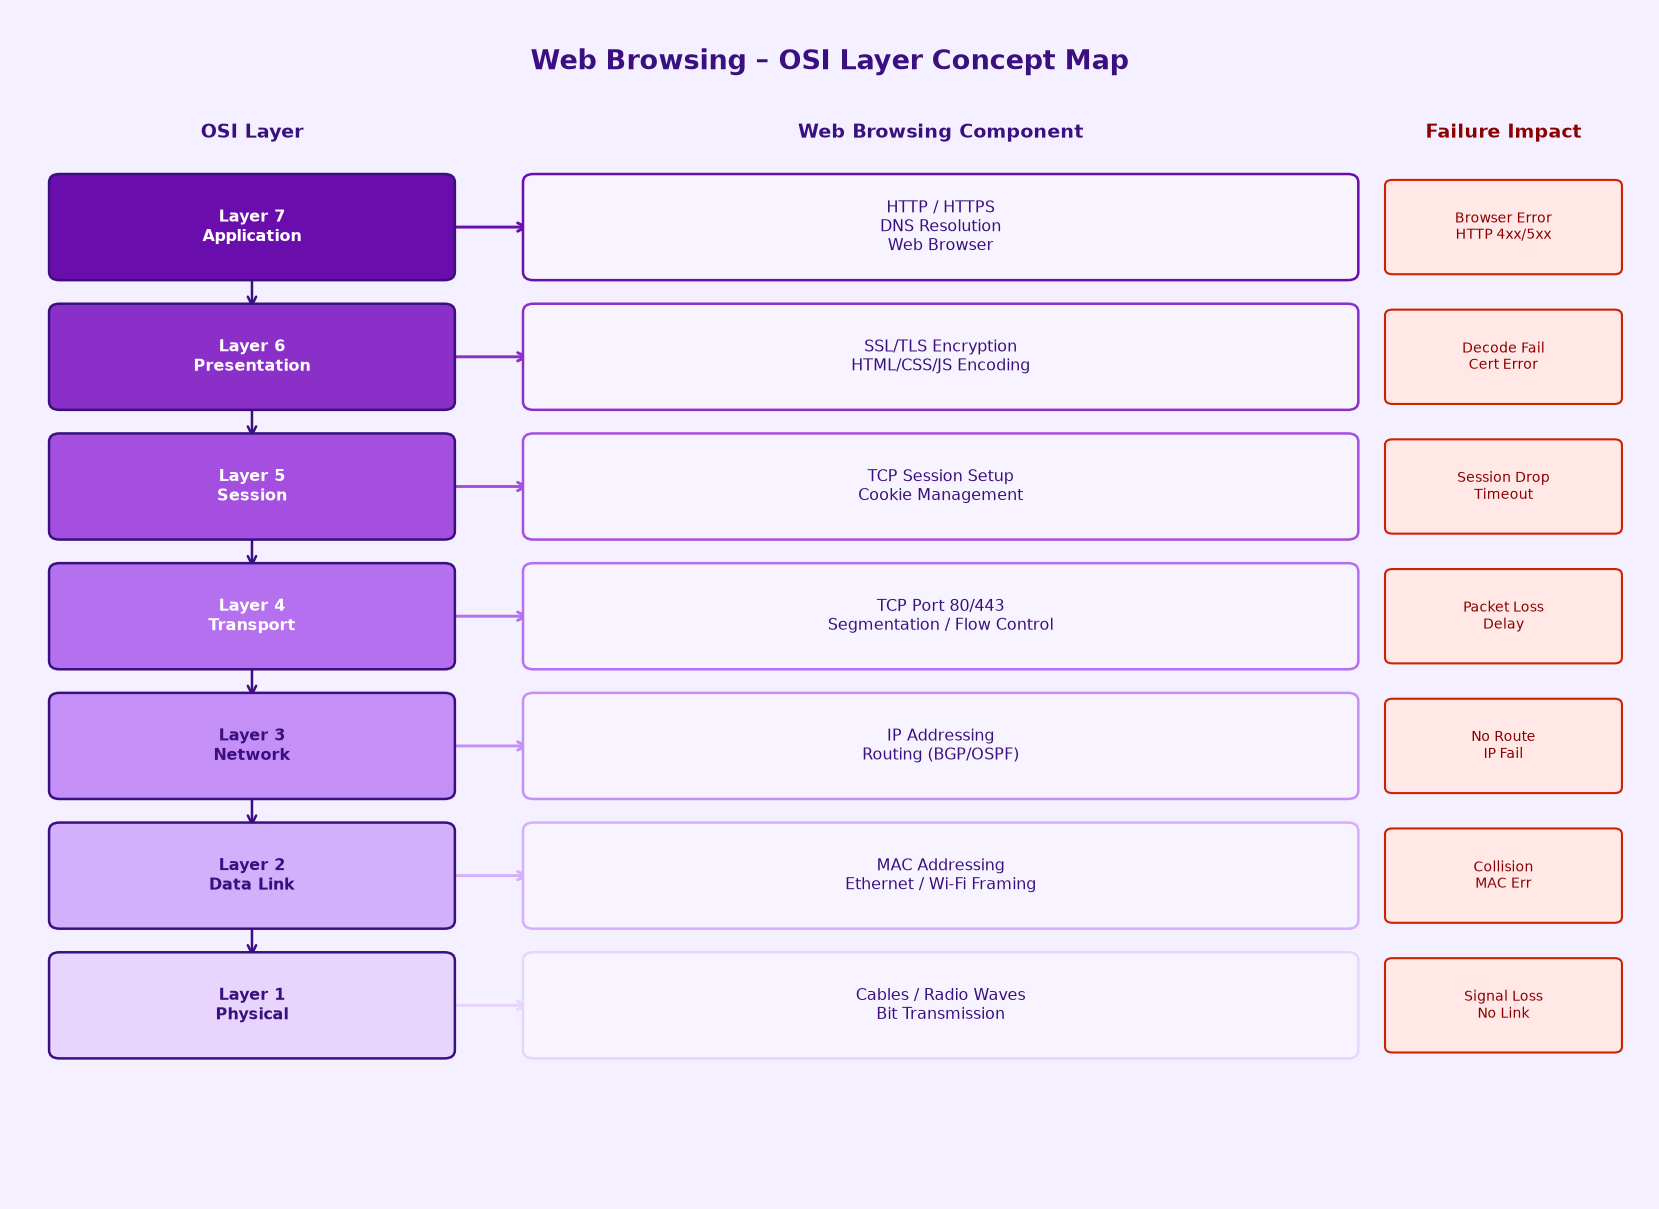 Web Browsing – OSI Layer Concept Map
OSI Layer
Web Browsing Component
Failure Impact
Layer 7
Application
HTTP / HTTPS
DNS Resolution
Web Browser
Browser Error
HTTP 4xx/5xx
Layer 6
Presentation
SSL/TLS Encryption
HTML/CSS/JS Encoding
Decode Fail
Cert Error
Layer 5
Session
TCP Session Setup
Cookie Management
Session Drop
Timeout
Layer 4
Transport
TCP Port 80/443
Segmentation / Flow Control
Packet Loss
Delay
Layer 3
Network
IP Addressing
Routing (BGP/OSPF)
No Route
IP Fail
Layer 2
Data Link
MAC Addressing
Ethernet / Wi-Fi Framing
Collision
MAC Err
Layer 1
Physical
Cables / Radio Waves
Bit Transmission
Signal Loss
No Link